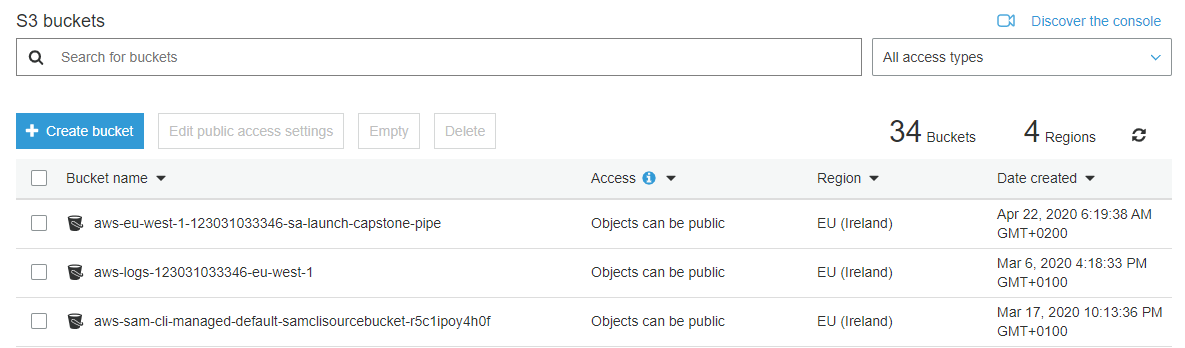 S3 buckets
Discover the console
Search for buckets
All access types
Create bucket
Edit public access settings
Empty
Delete
34 Buckets
4 Regions
Bucket name
Access
Region
Date created
aws-eu-west-1-123031033346-sa-launch-capstone-pipe
Objects can be public
EU (Ireland)
Apr 22, 2020 6:19:38 AM
GMT+0200
aws-logs-123031033346-eu-west-1
Objects can be public
EU (Ireland)
Mar 6, 2020 4:18:33 PM
GMT+0100
aws-sam-cli-managed-default-samclisourcebucket-r5c1ipoy4h0f
Objects can be public
EU (Ireland)
Mar 17, 2020 10:13:36 PM
GMT+0100